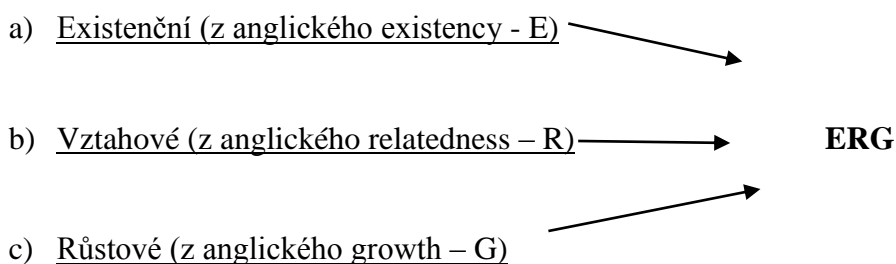 a) Existenční (z anglického existency - E)
b) Vztahové (z anglického relatedness – R) ERG
c) Růstové (z anglického growth – G)